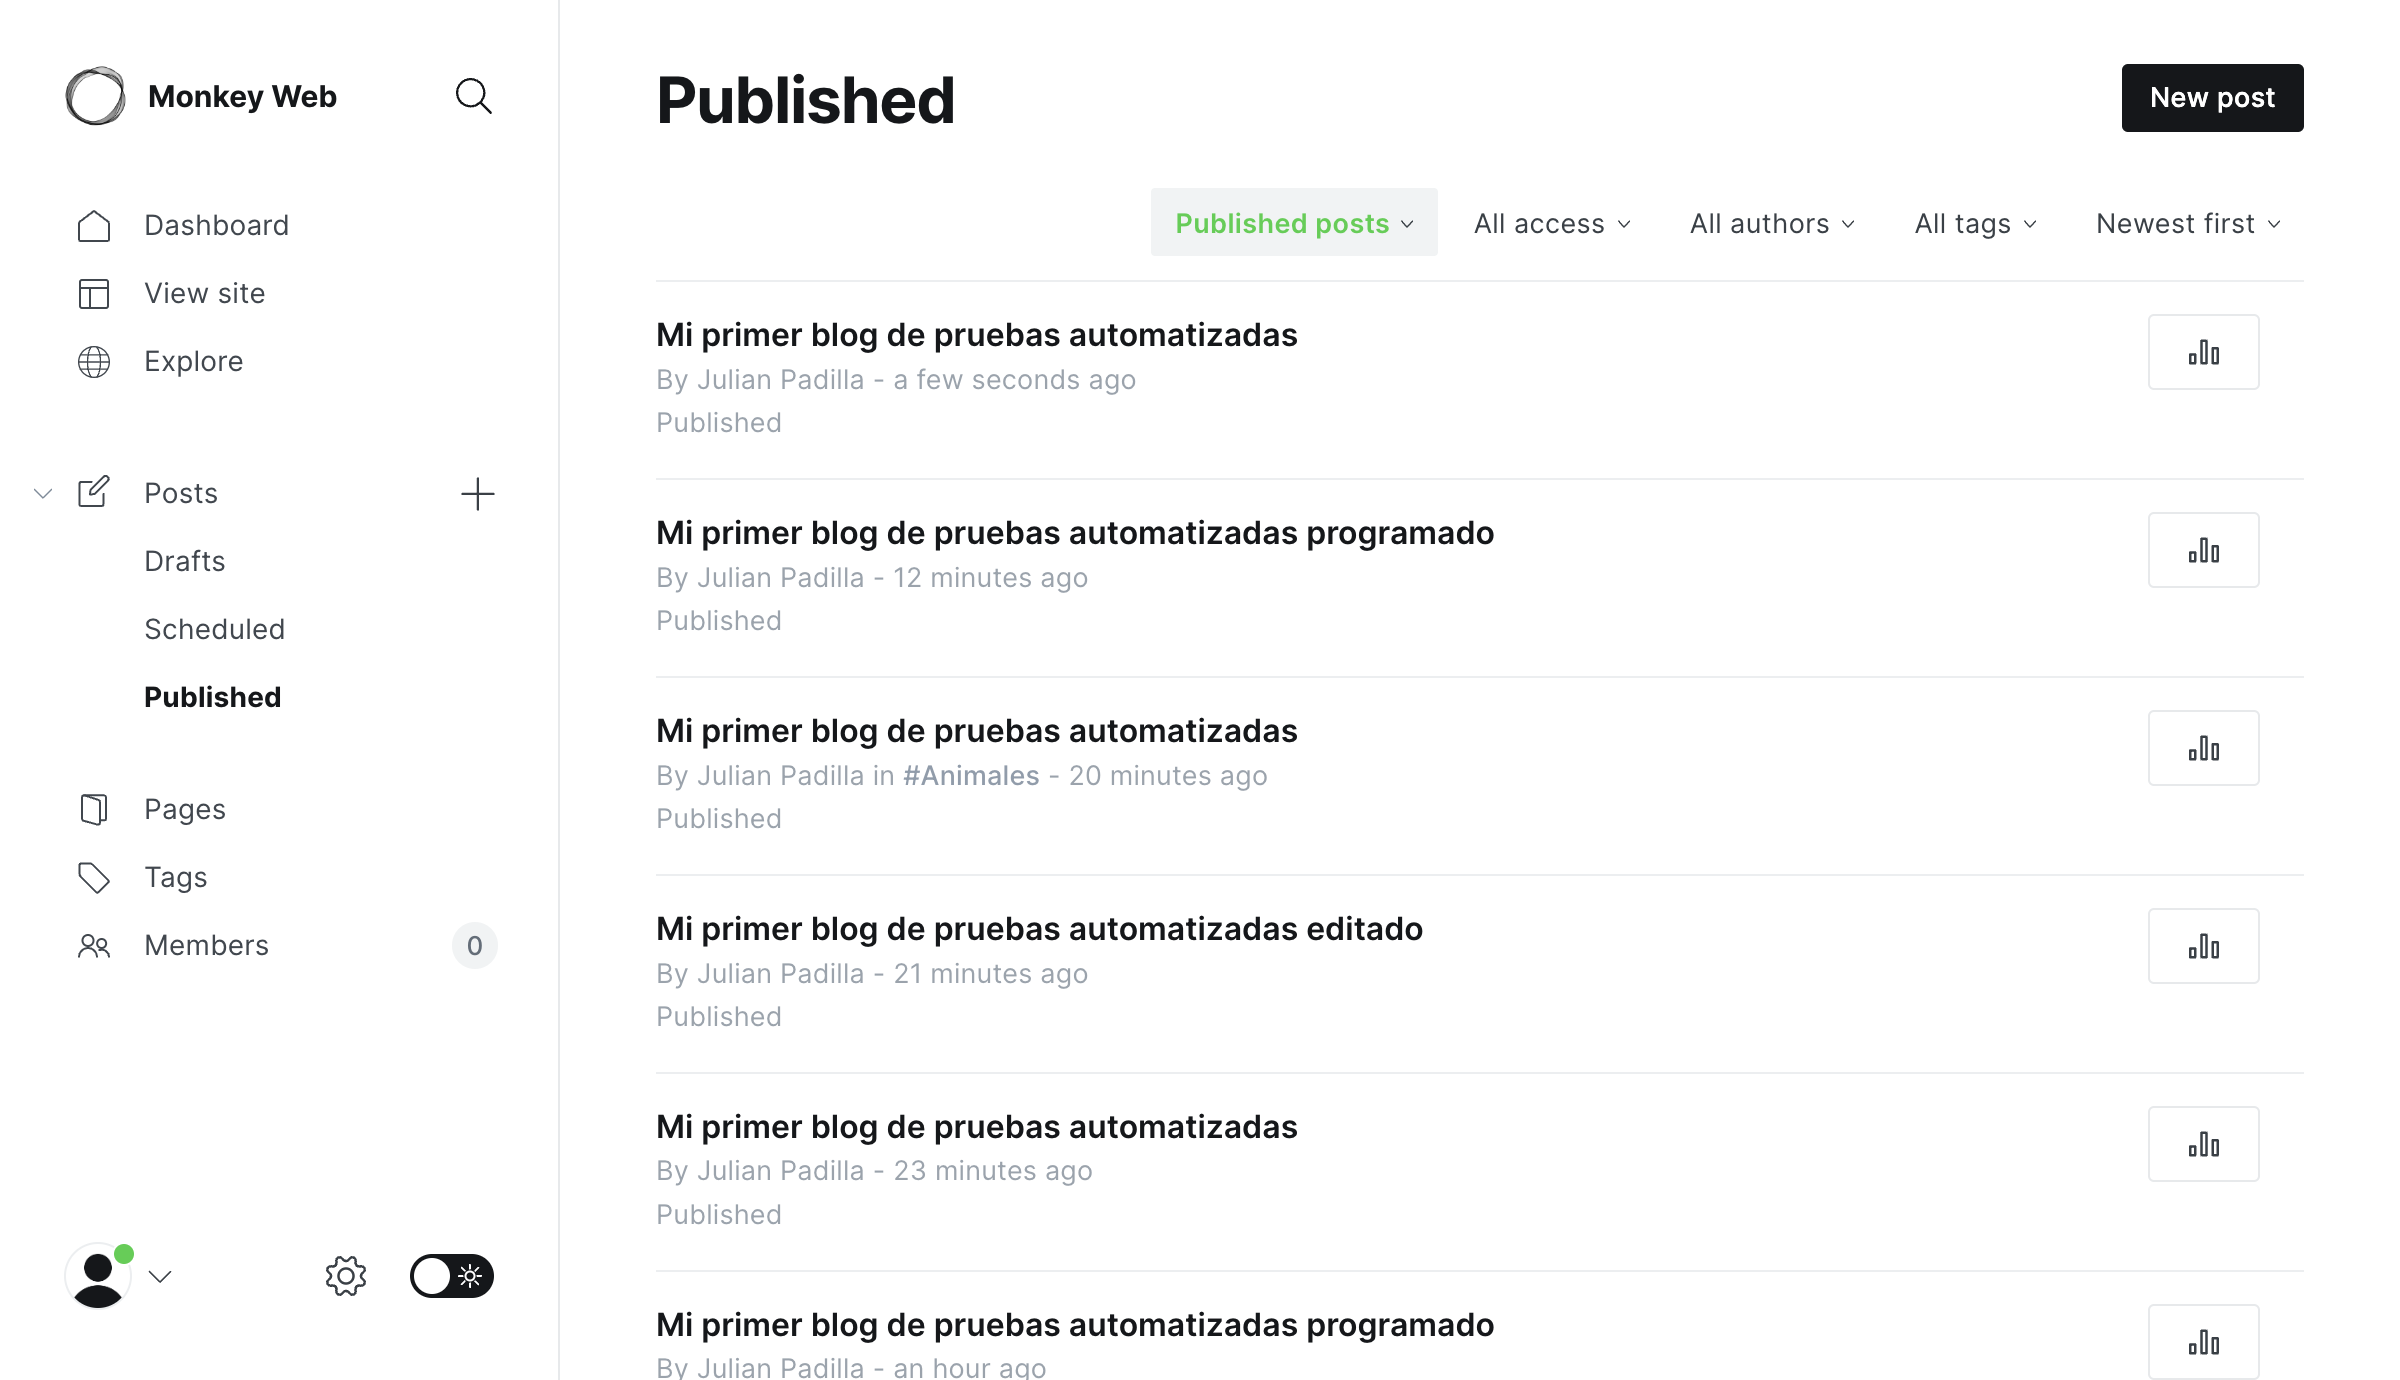 Monkey Web
Dashboard
View site
Explore
Posts
Drafts
Scheduled
Published
Pages
Tags
Members 0
Published
New post
Published posts All access All authors All tags Newest first
Mi primer blog de pruebas automatizadas
By Julian Padilla - a few seconds ago
Published
Mi primer blog de pruebas automatizadas programado
By Julian Padilla - 12 minutes ago
Published
Mi primer blog de pruebas automatizadas
By Julian Padilla in #Animales - 20 minutes ago
Published
Mi primer blog de pruebas automatizadas editado
By Julian Padilla - 21 minutes ago
Published
Mi primer blog de pruebas automatizadas
By Julian Padilla - 23 minutes ago
Published
Mi primer blog de pruebas automatizadas programado
By Julian Padilla - an hour ago